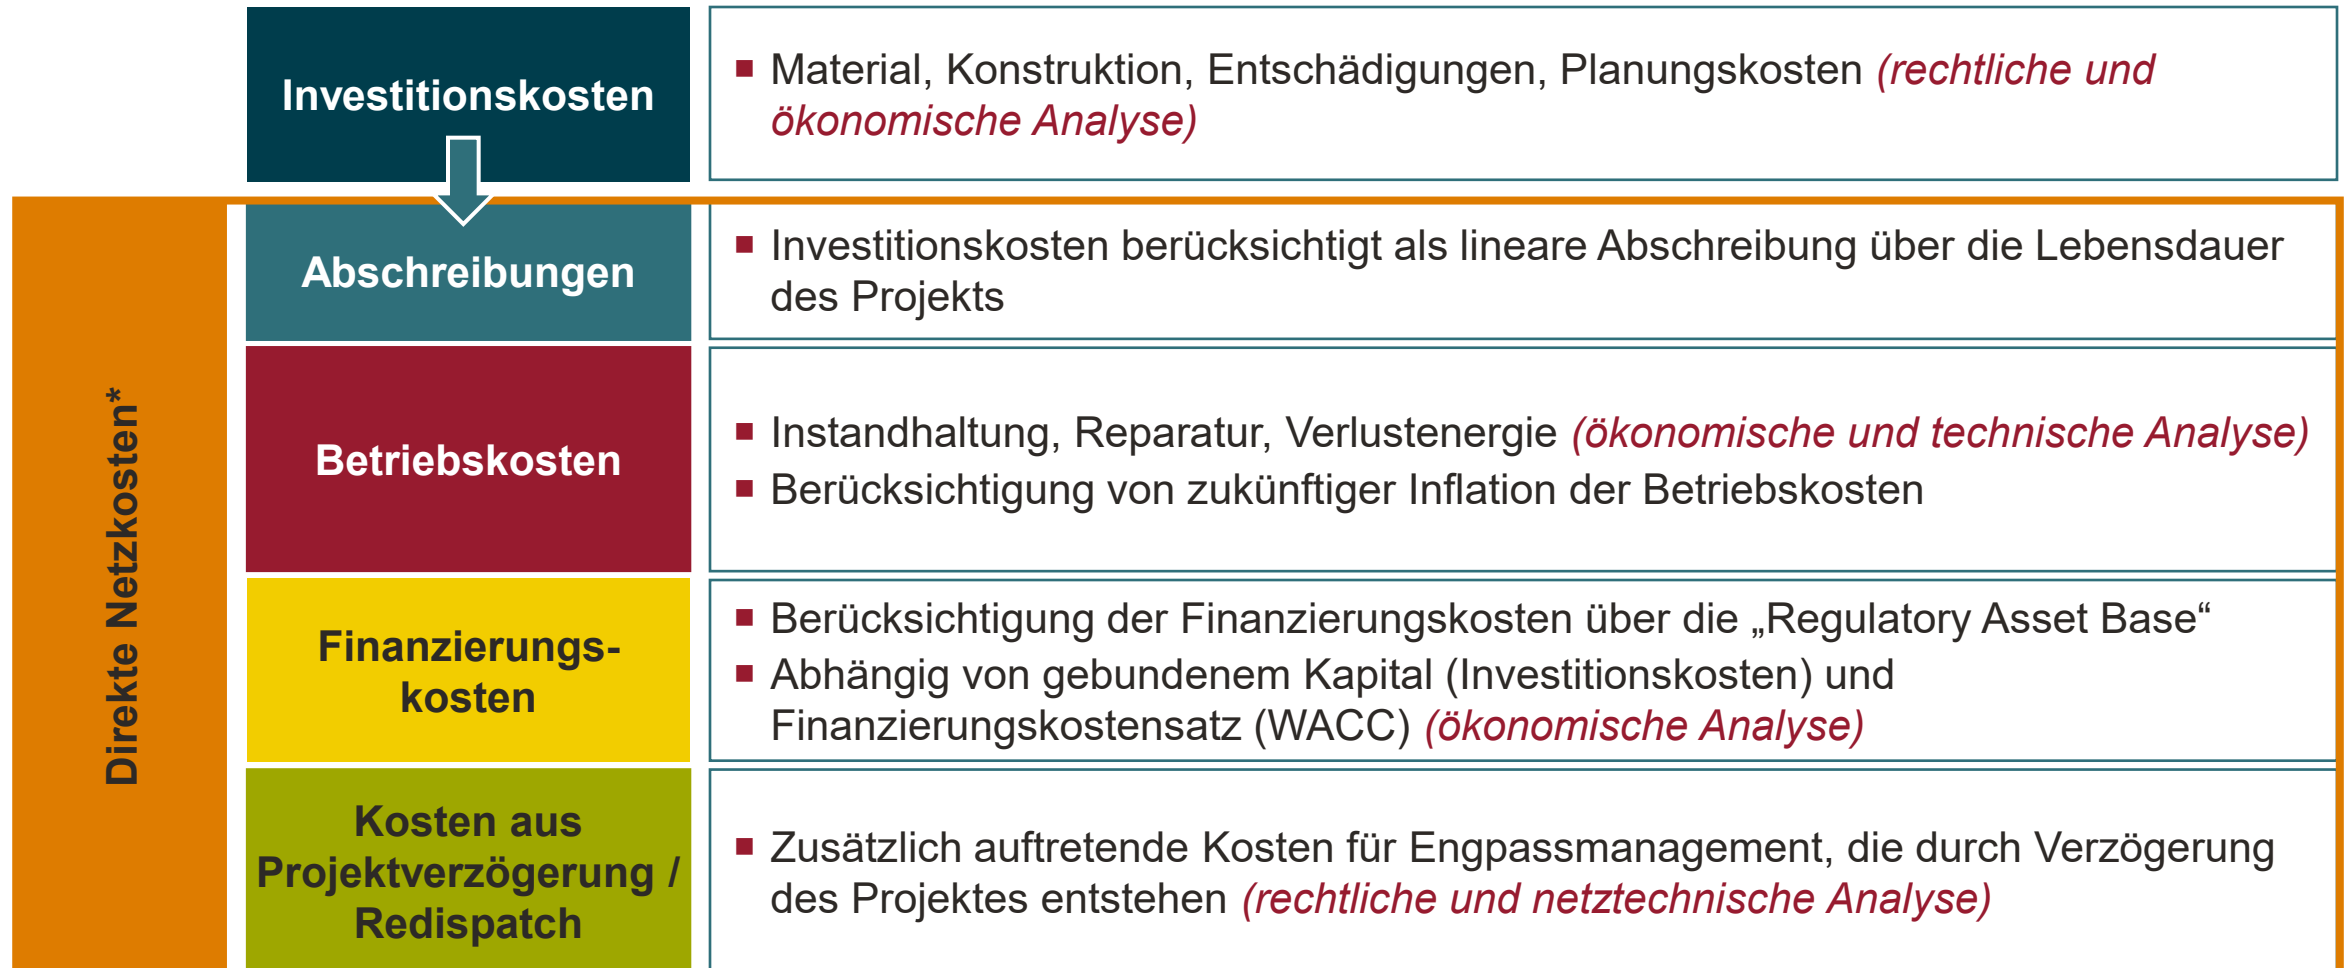 Investitionskosten
▪ Material, Konstruktion, Entschädigungen, Planungskosten (rechtliche und
ökonomische Analyse)
Direkte Netzkosten*
Abschreibungen
▪ Investitionskosten berücksichtigt als lineare Abschreibung über die Lebensdauer
des Projekts
Betriebskosten
▪ Instandhaltung, Reparatur, Verlustenergie (ökonomische und technische Analyse)
▪ Berücksichtigung von zukünftiger Inflation der Betriebskosten
Finanzierungs-
kosten
▪ Berücksichtigung der Finanzierungskosten über die „Regulatory Asset Base“
▪ Abhängig von gebundenem Kapital (Investitionskosten) und
Finanzierungskostensatz (WACC) (ökonomische Analyse)
Kosten aus
Projektverzögerung /
Redispatch
▪ Zusätzlich auftretende Kosten für Engpassmanagement, die durch Verzögerung
des Projektes entstehen (rechtliche und netztechnische Analyse)